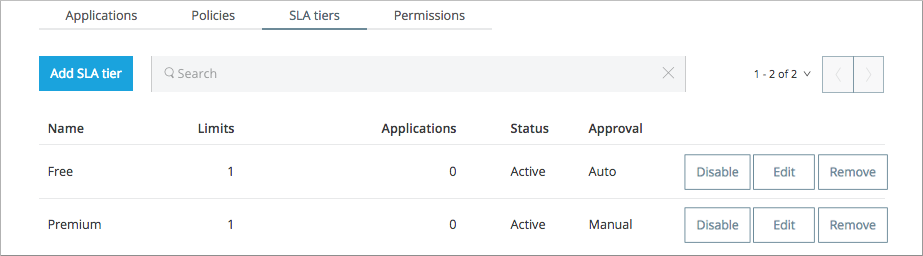 Applications Policies SLA tiers Permissions
Add SLA tier Search 1 - 2 of 2
Name Limits Applications Status Approval
Free 1 0 Active Auto Disable Edit Remove
Premium 1 0 Active Manual Disable Edit Remove